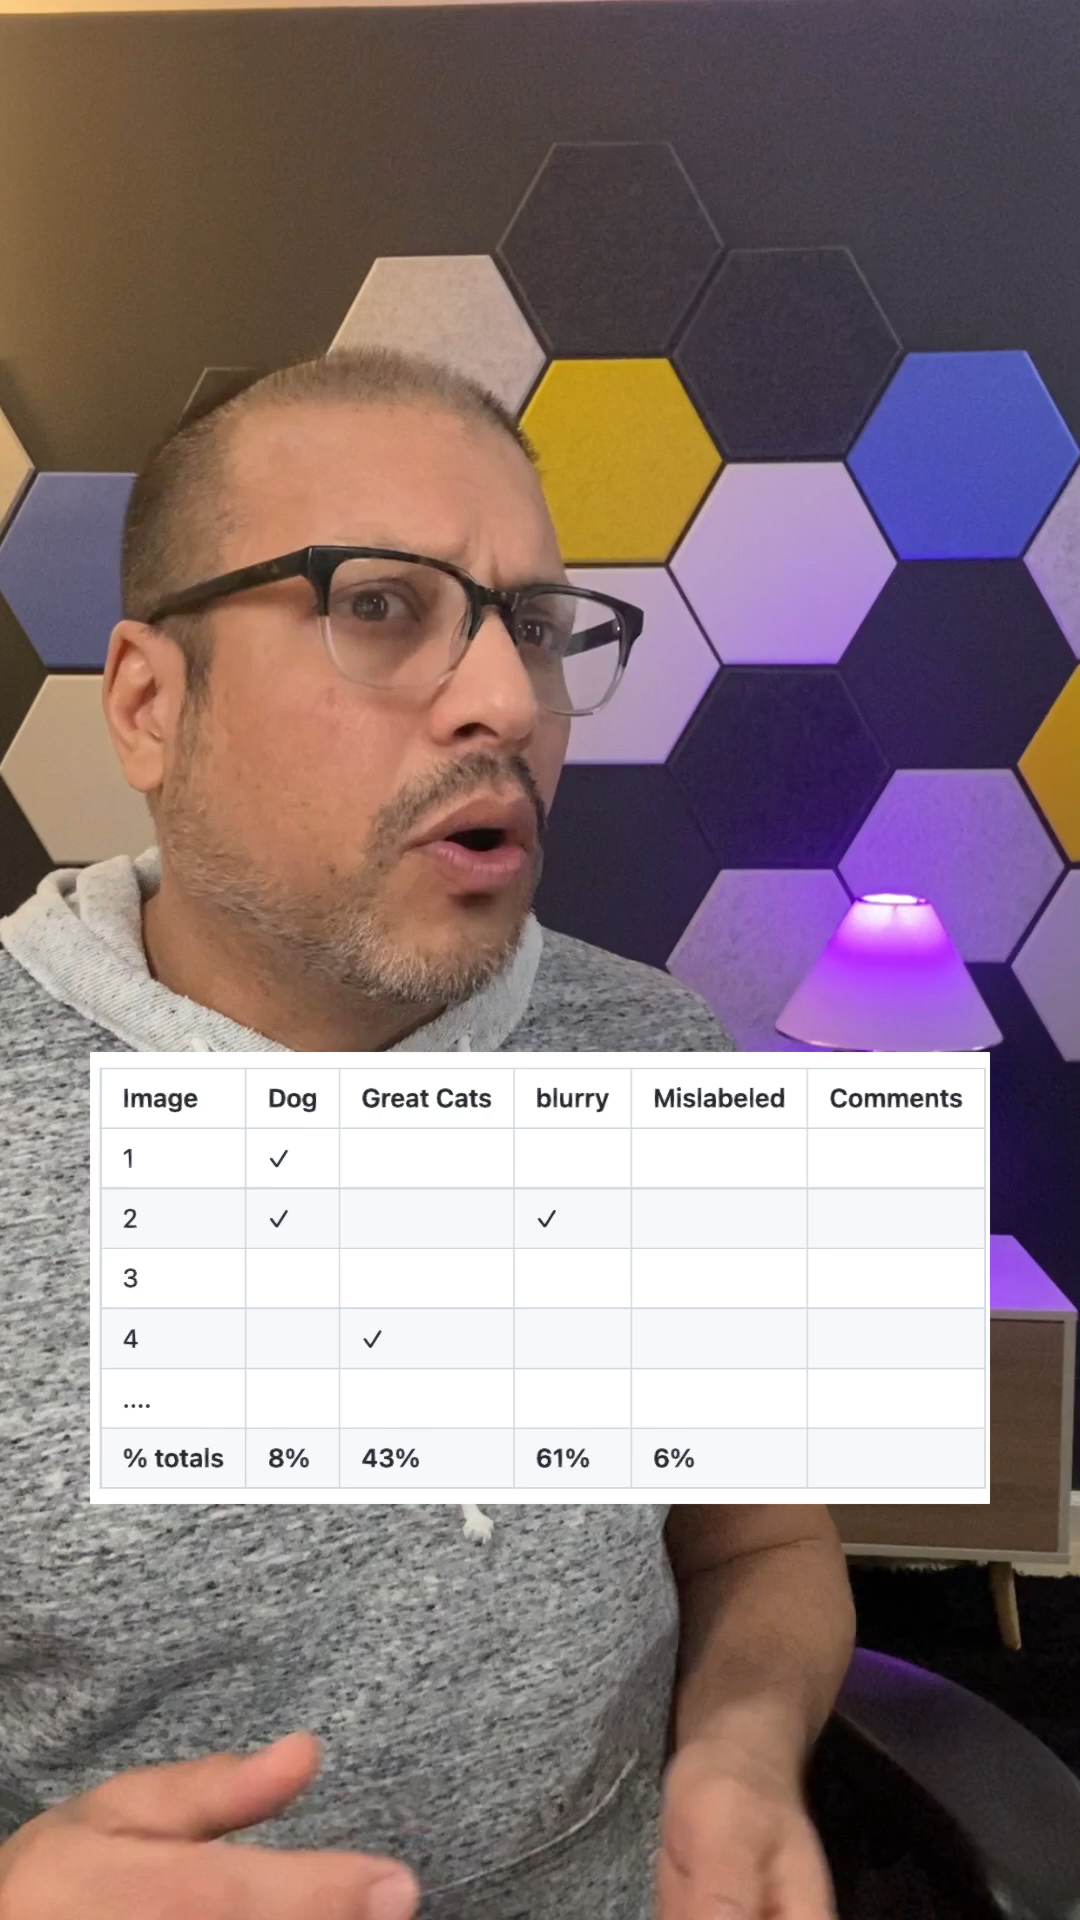 Image Dog Great Cats blurry Mislabeled Comments
1 ✓
2 ✓ ✓
3
4 ✓
....
% totals 8% 43% 61% 6%